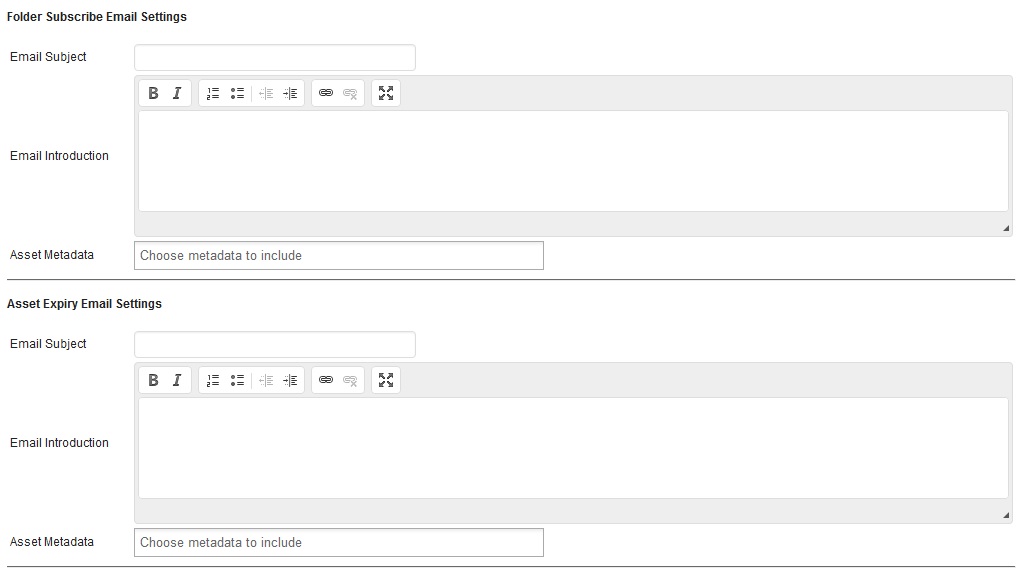 Folder Subscribe Email Settings
Email Subject
B I
Email Introduction
Asset Metadata Choose metadata to include
Asset Expiry Email Settings
Email Subject
B I
Email Introduction
Asset Metadata Choose metadata to include